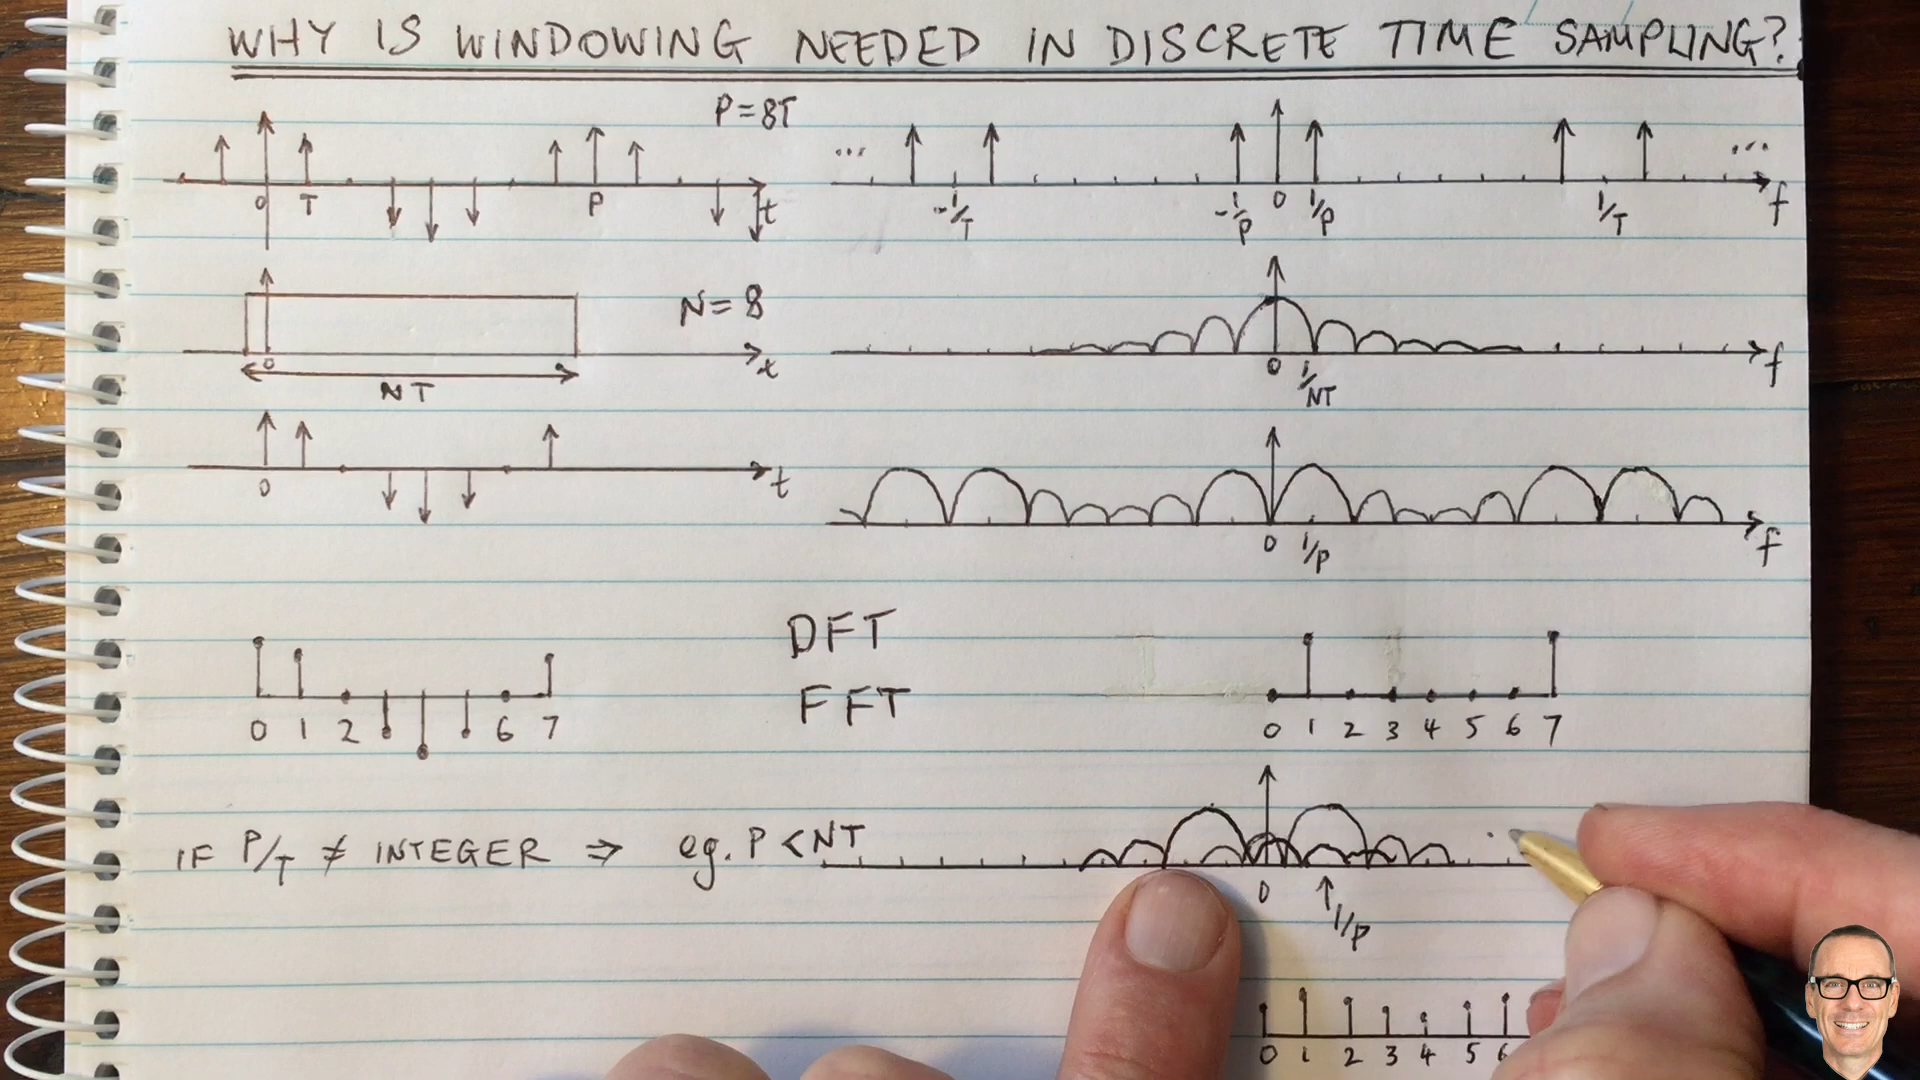 WHY IS WINDOWING NEEDED IN DISCRETE TIME SAMPLING?
P=8T
0 T P t
... -1/T -1/P 0 1/P 1/T ... f
N=8
0 t
NT
0 1/NT f
0 t
0 1/P f
DFT
FFT
0 1 2 6 7
0 1 2 3 4 5 6 7
IF P/T ≠ INTEGER ⇒ eg. P < NT
0 1/P
0 1 2 3 4 5 6